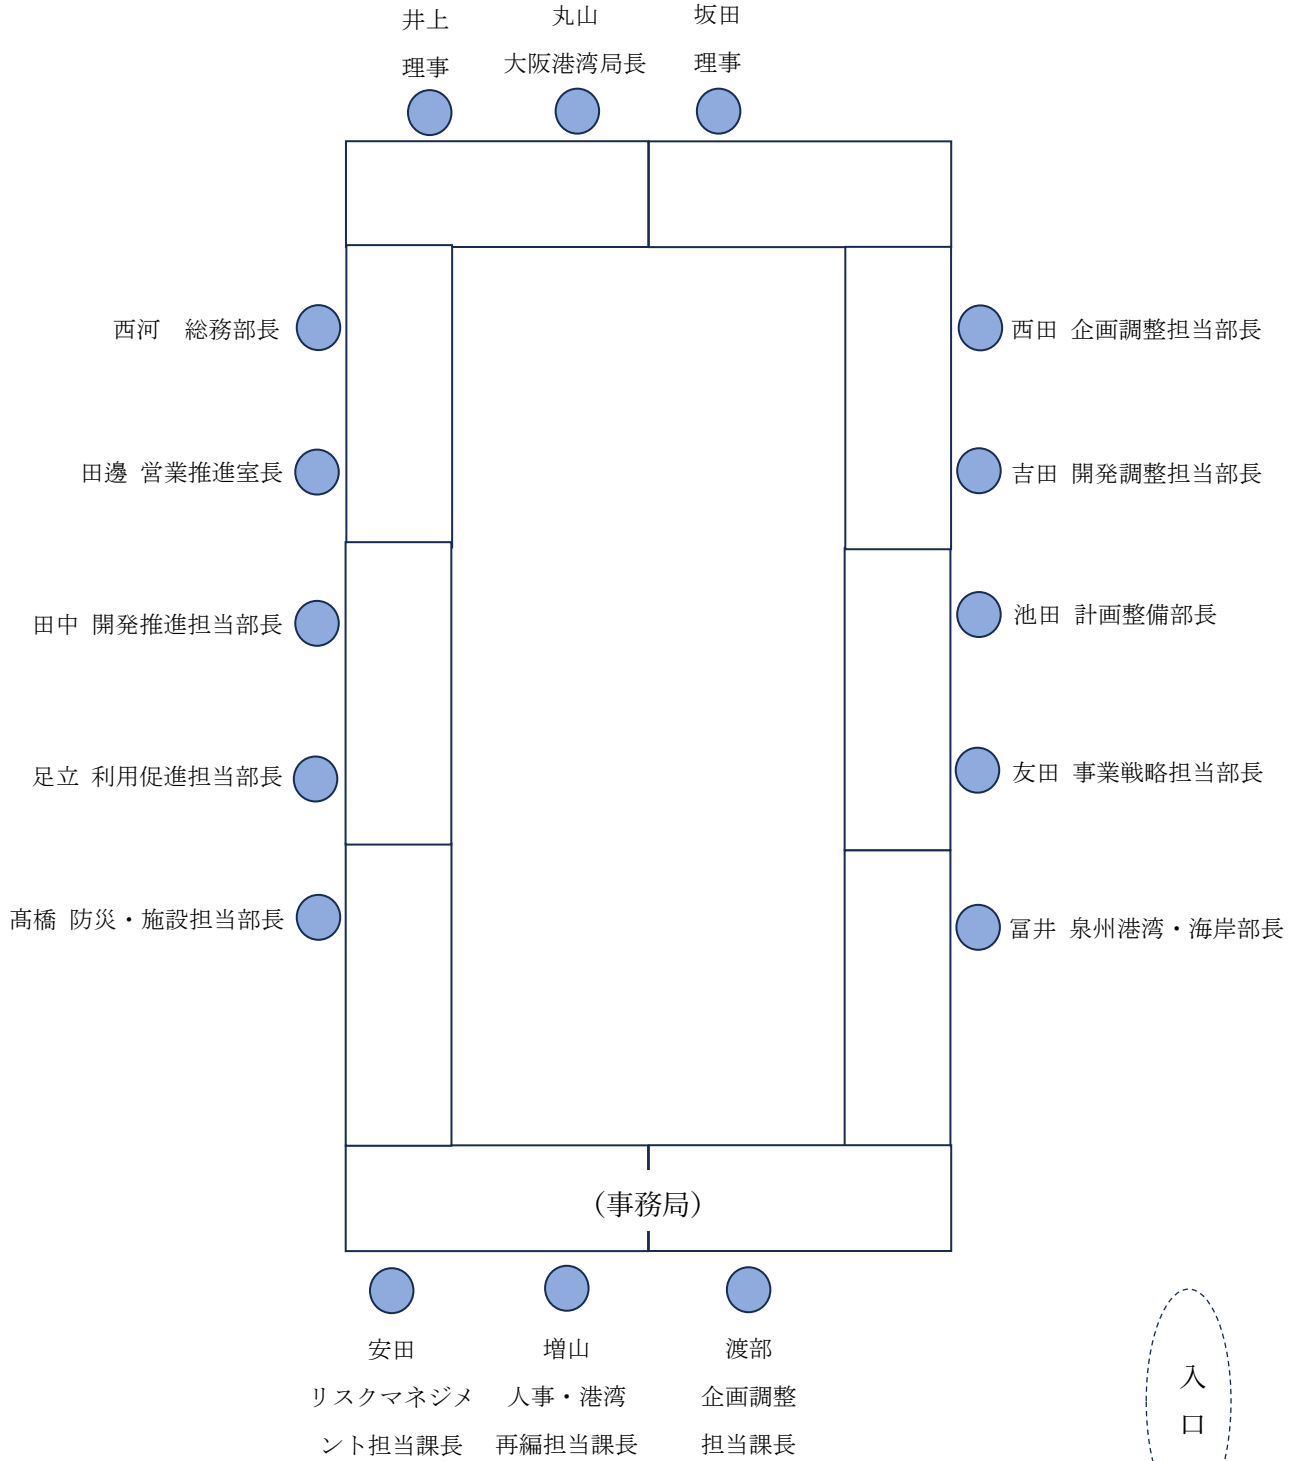 井上
理事
丸山
大阪港湾局長
坂田
理事
西河　総務部長
西田 企画調整担当部長
田邊 営業推進室長
吉田 開発調整担当部長
田中 開発推進担当部長
池田 計画整備部長
足立 利用促進担当部長
友田 事業戦略担当部長
髙橋 防災・施設担当部長
冨井 泉州港湾・海岸部長
（事務局）
安田
リスクマネジメ
ント担当課長
増山
人事・港湾
再編担当課長
渡部
企画調整
担当課長
入
口